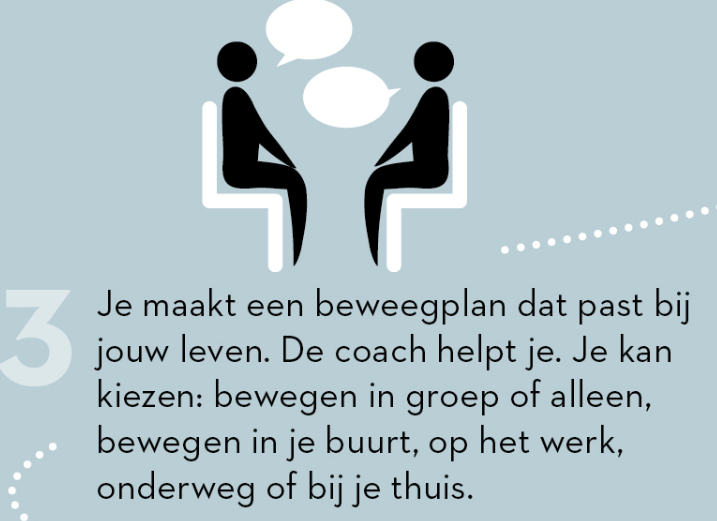 3
Je maakt een beweegplan dat past bij
jouw leven. De coach helpt je. Je kan
kiezen: bewegen in groep of alleen,
bewegen in je buurt, op het werk,
onderweg of bij je thuis.